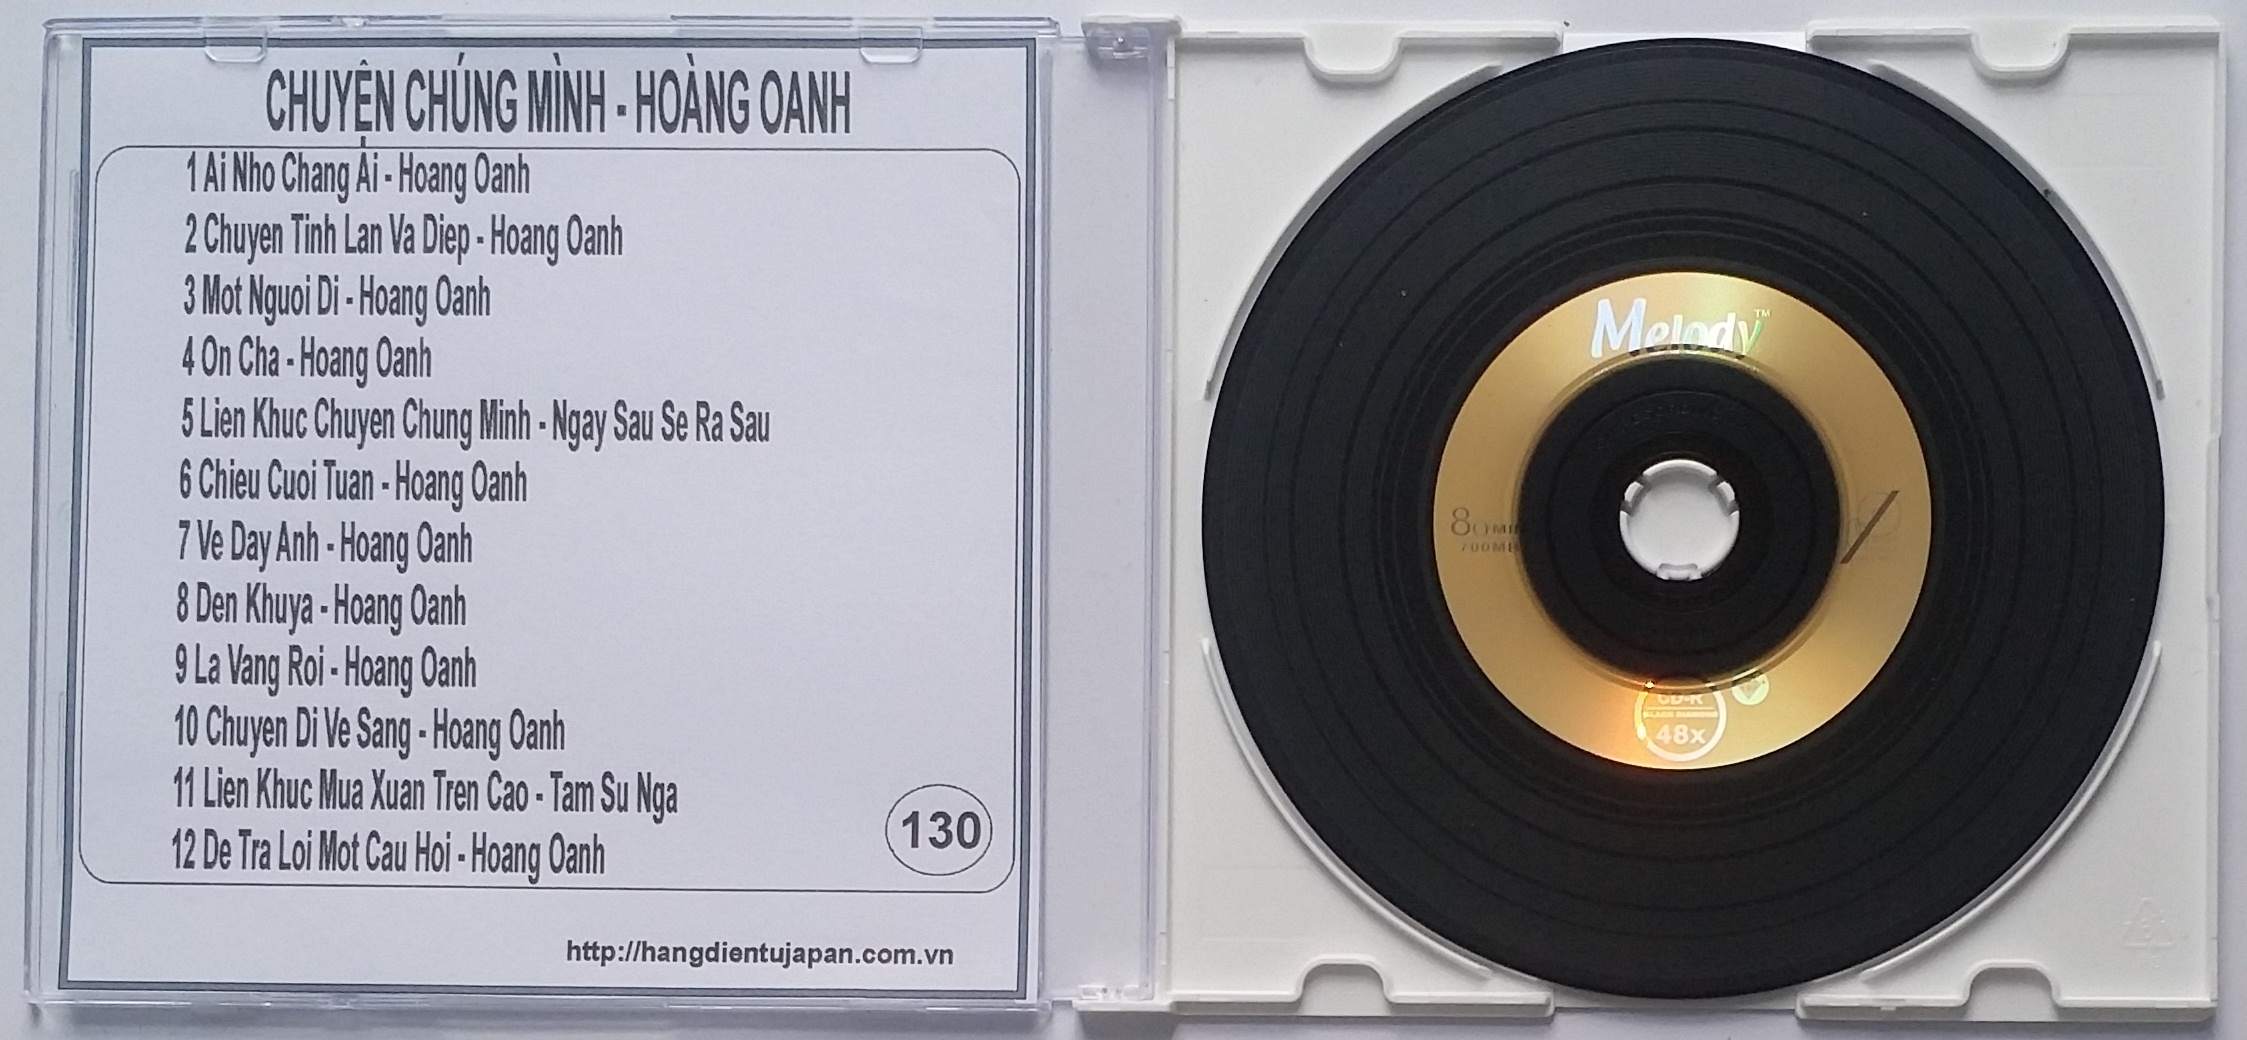 CHUYỆN CHÚNG MÌNH - HOÀNG OANH
1 Ai Nho Chang Ai - Hoang Oanh
2 Chuyen Tinh Lan Va Diep - Hoang Oanh
3 Mot Nguoi Di - Hoang Oanh
4 On Cha - Hoang Oanh
5 Lien Khuc Chuyen Chung Minh - Ngay Sau Se Ra Sau
6 Chieu Cuoi Tuan - Hoang Oanh
7 Ve Day Anh - Hoang Oanh
8 Den Khuya - Hoang Oanh
9 La Vang Roi - Hoang Oanh
10 Chuyen Di Ve Sang - Hoang Oanh
11 Lien Khuc Mua Xuan Tren Cao - Tam Su Nga
12 De Tra Loi Mot Cau Hoi - Hoang Oanh
130
http://hangdientujapan.com.vn
Melody™
80MIN
700MB
CD-R
48x